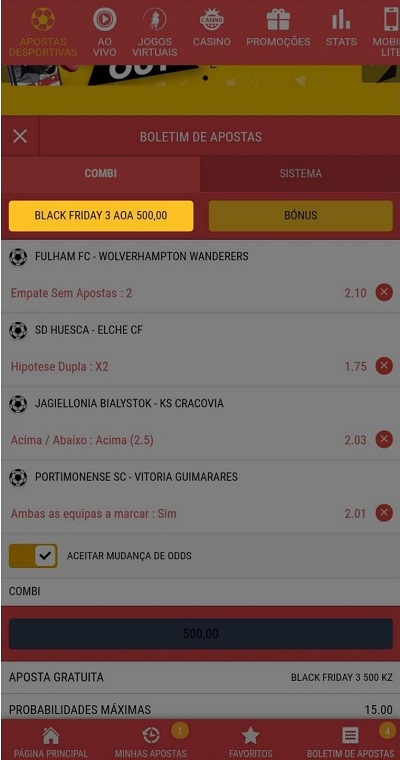 APOSTAS DESPORTIVAS
AO VIVO
JOGOS VIRTUAIS
CASINO
CASINO
PROMOÇÕES
STATS
BOLETIM DE APOSTAS
COMBI
SISTEMA
BLACK FRIDAY 3 AOA 500,00
BÓNUS
FULHAM FC - WOLVERHAMPTON WANDERERS
Empate Sem Apostas : 2 2.10
SD HUESCA - ELCHE CF
Hipotese Dupla : X2 1.75
JAGIELLONIA BIALYSTOK - KS CRACOVIA
Acima / Abaixo : Acima (2.5) 2.03
PORTIMONENSE SC - VITORIA GUIMARARES
Ambas as equipas a marcar : Sim 2.01
ACEITAR MUDANÇA DE ODDS
COMBI
500,00
APOSTA GRATUITA BLACK FRIDAY 3 500 KZ
PROBABILIDADES MÁXIMAS 15.00
PÁGINA PRINCIPAL
1
MINHAS APOSTAS
FAVORITOS
4
BOLETIM DE APOSTAS